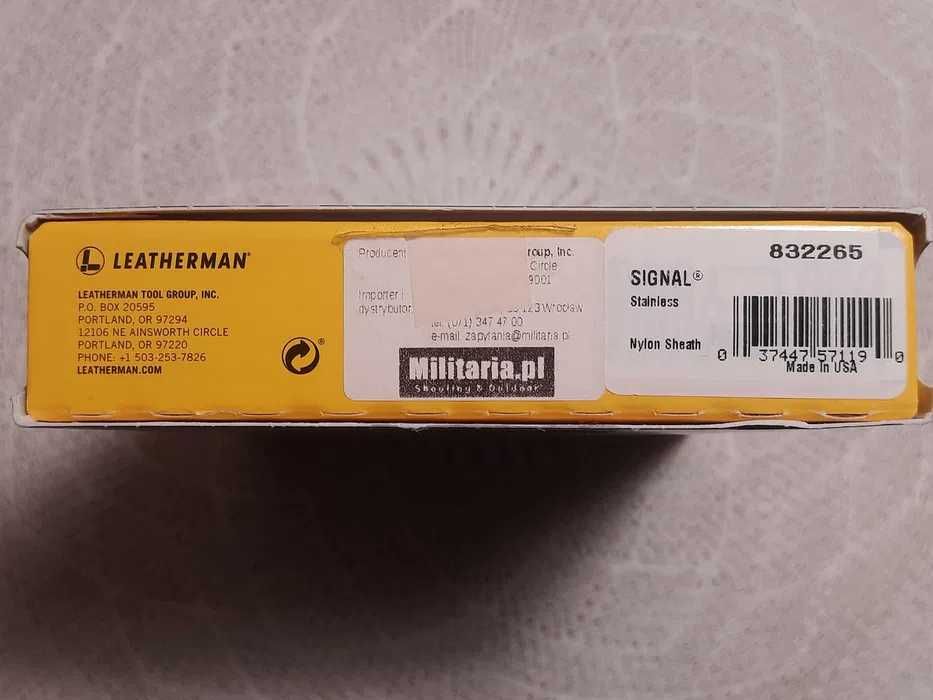 LEATHERMAN®
LEATHERMAN TOOL GROUP, INC.
P.O. BOX 20595
PORTLAND, OR 97294
12106 NE AINSWORTH CIRCLE
PORTLAND, OR 97220
PHONE: +1 503-253-7826
LEATHERMAN.COM
®
Producent Inc.
Circle
Importer i
dystrybutor Wrocław
tel. (071) 347 47 00
e-mail: zapytania@militaria.pl
Militaria.pl
Shooting & Outdoor
832265
SIGNAL®
Stainless
Nylon Sheath
0 37447 57119 0
Made In USA